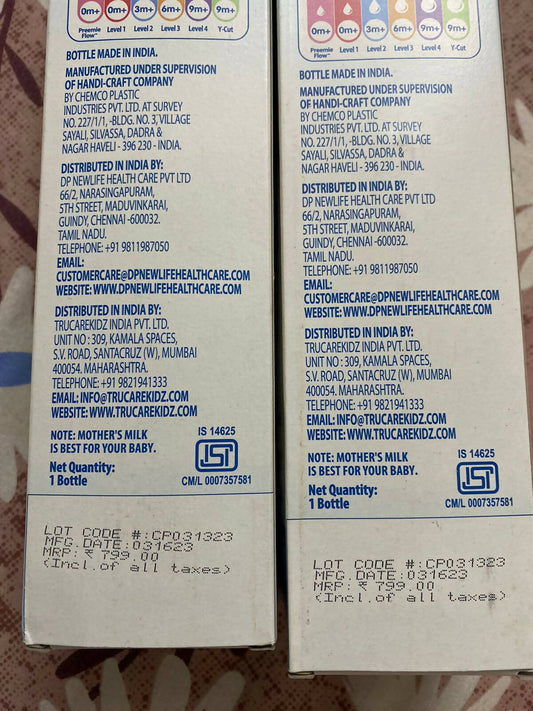 0m+ 0m+ 3m+ 6m+ 9m+ 9m+
Preemie Flow™ Level 1 Level 2 Level 3 Level 4 Y-Cut
BOTTLE MADE IN INDIA.
MANUFACTURED UNDER SUPERVISION
OF HANDI-CRAFT COMPANY
BY CHEMCO PLASTIC
INDUSTRIES PVT. LTD. AT SURVEY
NO. 227/1/1, -BLDG. NO. 3, VILLAGE
SAYALI, SILVASSA, DADRA &
NAGAR HAVELI - 396 230 - INDIA.
DISTRIBUTED IN INDIA BY:
DP NEWLIFE HEALTH CARE PVT LTD
66/2, NARASINGAPURAM,
5TH STREET, MADUVINKARAI,
GUINDY, CHENNAI -600032.
TAMIL NADU.
TELEPHONE: +91 9811987050
EMAIL:
CUSTOMERCARE@DPNEWLIFEHEALTHCARE.COM
WEBSITE: WWW.DPNEWLIFEHEALTHCARE.COM
DISTRIBUTED IN INDIA BY:
TRUCAREKIDZ INDIA PVT. LTD.
UNIT NO : 309, KAMALA SPACES,
S.V. ROAD, SANTACRUZ (W), MUMBAI
400054. MAHARASHTRA.
TELEPHONE: +91 9821941333
EMAIL: INFO@TRUCAREKIDZ.COM
WEBSITE: WWW.TRUCAREKIDZ.COM
NOTE: MOTHER'S MILK
IS BEST FOR YOUR BABY.
Net Quantity:
1 Bottle
IS 14625
ISI
CM/L 0007357581
LOT CODE #:CP031323
MFG.DATE:031623
MRP: ₹ 799.00
(Incl.of all taxes)
0m+ 0m+ 3m+ 6m+ 9m+ 9m+
Preemie Flow™ Level 1 Level 2 Level 3 Level 4 Y-Cut
BOTTLE MADE IN INDIA.
MANUFACTURED UNDER SUPERVISION
OF HANDI-CRAFT COMPANY
BY CHEMCO PLASTIC
INDUSTRIES PVT. LTD. AT SURVEY
NO. 227/1/1, -BLDG. NO. 3, VILLAGE
SAYALI, SILVASSA, DADRA &
NAGAR HAVELI - 396 230 - INDIA.
DISTRIBUTED IN INDIA BY:
DP NEWLIFE HEALTH CARE PVT LTD
66/2, NARASINGAPURAM,
5TH STREET, MADUVINKARAI,
GUINDY, CHENNAI -600032.
TAMIL NADU.
TELEPHONE: +91 9811987050
EMAIL:
CUSTOMERCARE@DPNEWLIFEHEALTHCARE.COM
WEBSITE: WWW.DPNEWLIFEHEALTHCARE.COM
DISTRIBUTED IN INDIA BY:
TRUCAREKIDZ INDIA PVT. LTD.
UNIT NO : 309, KAMALA SPACES,
S.V. ROAD, SANTACRUZ (W), MUMBAI
400054. MAHARASHTRA.
TELEPHONE: +91 9821941333
EMAIL: INFO@TRUCAREKIDZ.COM
WEBSITE: WWW.TRUCAREKIDZ.COM
NOTE: MOTHER'S MILK
IS BEST FOR YOUR BABY.
Net Quantity:
1 Bottle
IS 14625
ISI
CM/L 0007357581
LOT CODE #:CP031323
MFG.DATE:031623
MRP: ₹ 799.00
(Incl.of all taxes)